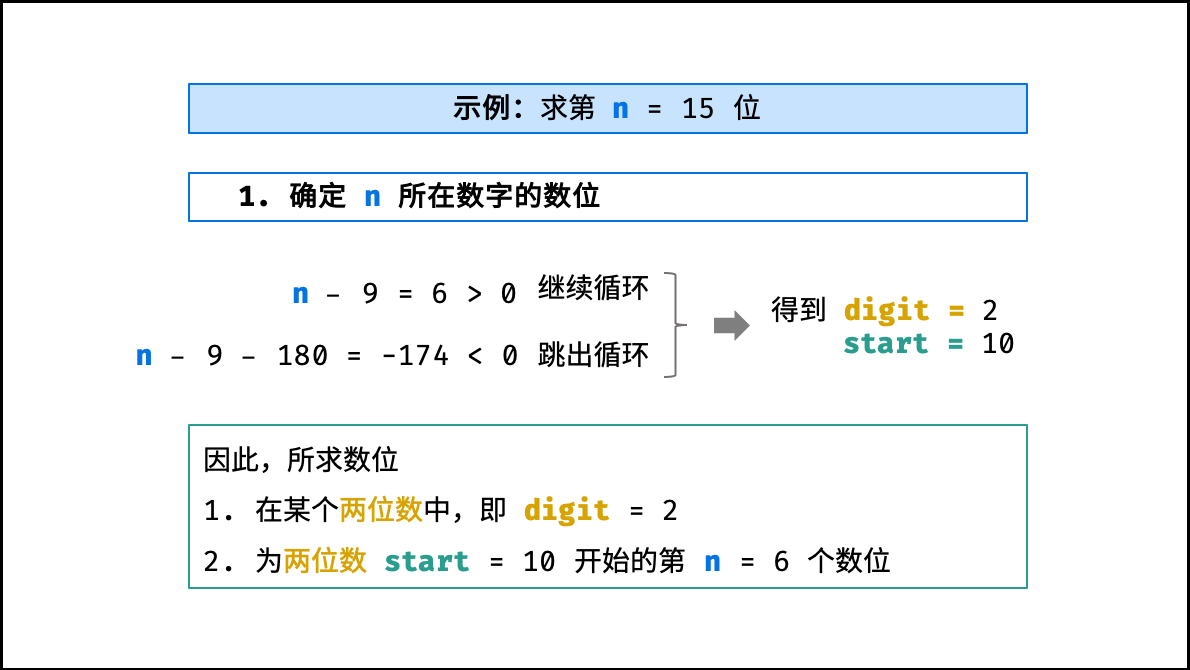 示例：求第 n = 15 位
1. 确定 n 所在数字的数位
n – 9 = 6 > 0 继续循环
n – 9 – 180 = -174 < 0 跳出循环
得到 digit = 2
start = 10
因此，所求数位
1. 在某个两位数中，即 digit = 2
2. 为两位数 start = 10 开始的第 n = 6 个数位